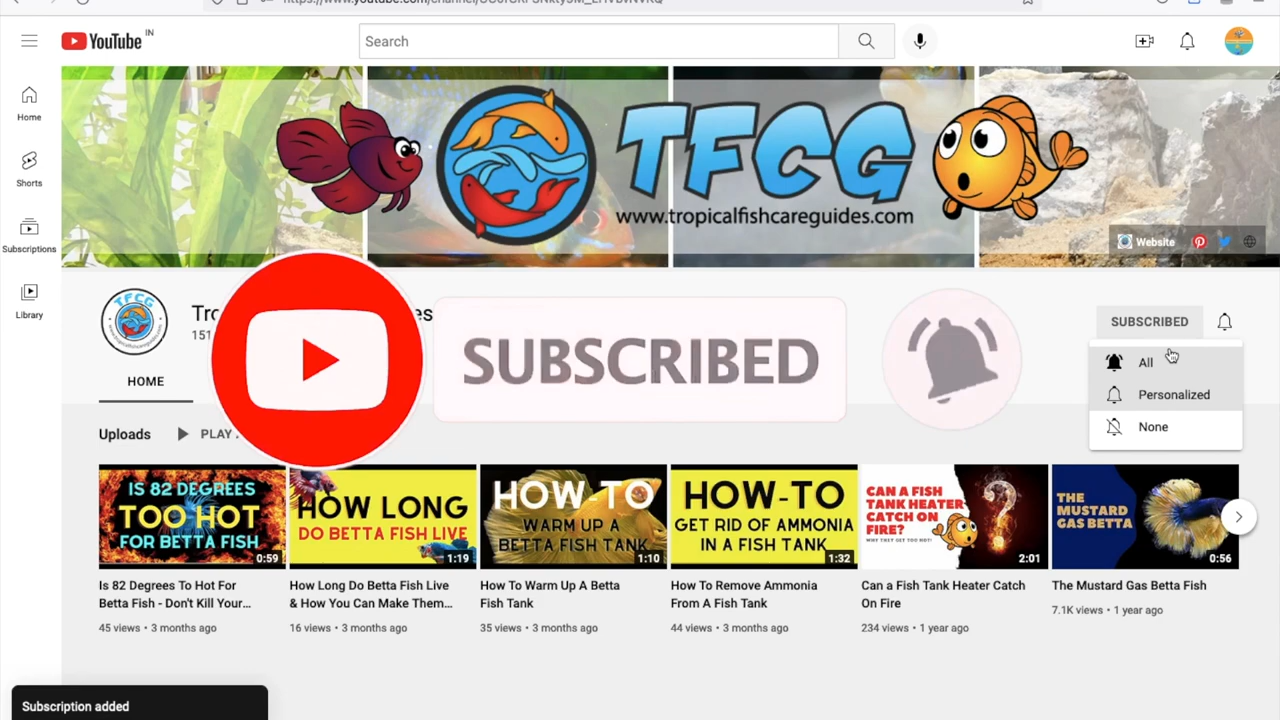 YouTube IN
Search
TFCG
www.tropicalfishcareguides.com
Website
Home
Shorts
Subscriptions
Library
TFCG
151
SUBSCRIBED
SUBSCRIBED
All
Personalized
None
HOME
Uploads
PLAY
IS 82 DEGREES
TOO HOT
FOR BETTA FISH
0:59
HOW LONG
DO BETTA FISH LIVE
1:19
HOW-TO
WARM UP A
BETTA FISH TANK
1:10
HOW-TO
GET RID OF AMMONIA
IN A FISH TANK
1:32
CAN A FISH
TANK HEATER
CATCH ON
FIRE?
WHY THEY GET TOO HOT!
2:01
THE
MUSTARD
GAS BETTA
0:56
Is 82 Degrees To Hot For
Betta Fish - Don't Kill Your...
45 views • 3 months ago
How Long Do Betta Fish Live
& How You Can Make Them...
16 views • 3 months ago
How To Warm Up A Betta
Fish Tank
35 views • 3 months ago
How To Remove Ammonia
From A Fish Tank
44 views • 3 months ago
Can a Fish Tank Heater Catch
On Fire
234 views • 1 year ago
The Mustard Gas Betta Fish
7.1K views • 1 year ago
Subscription added